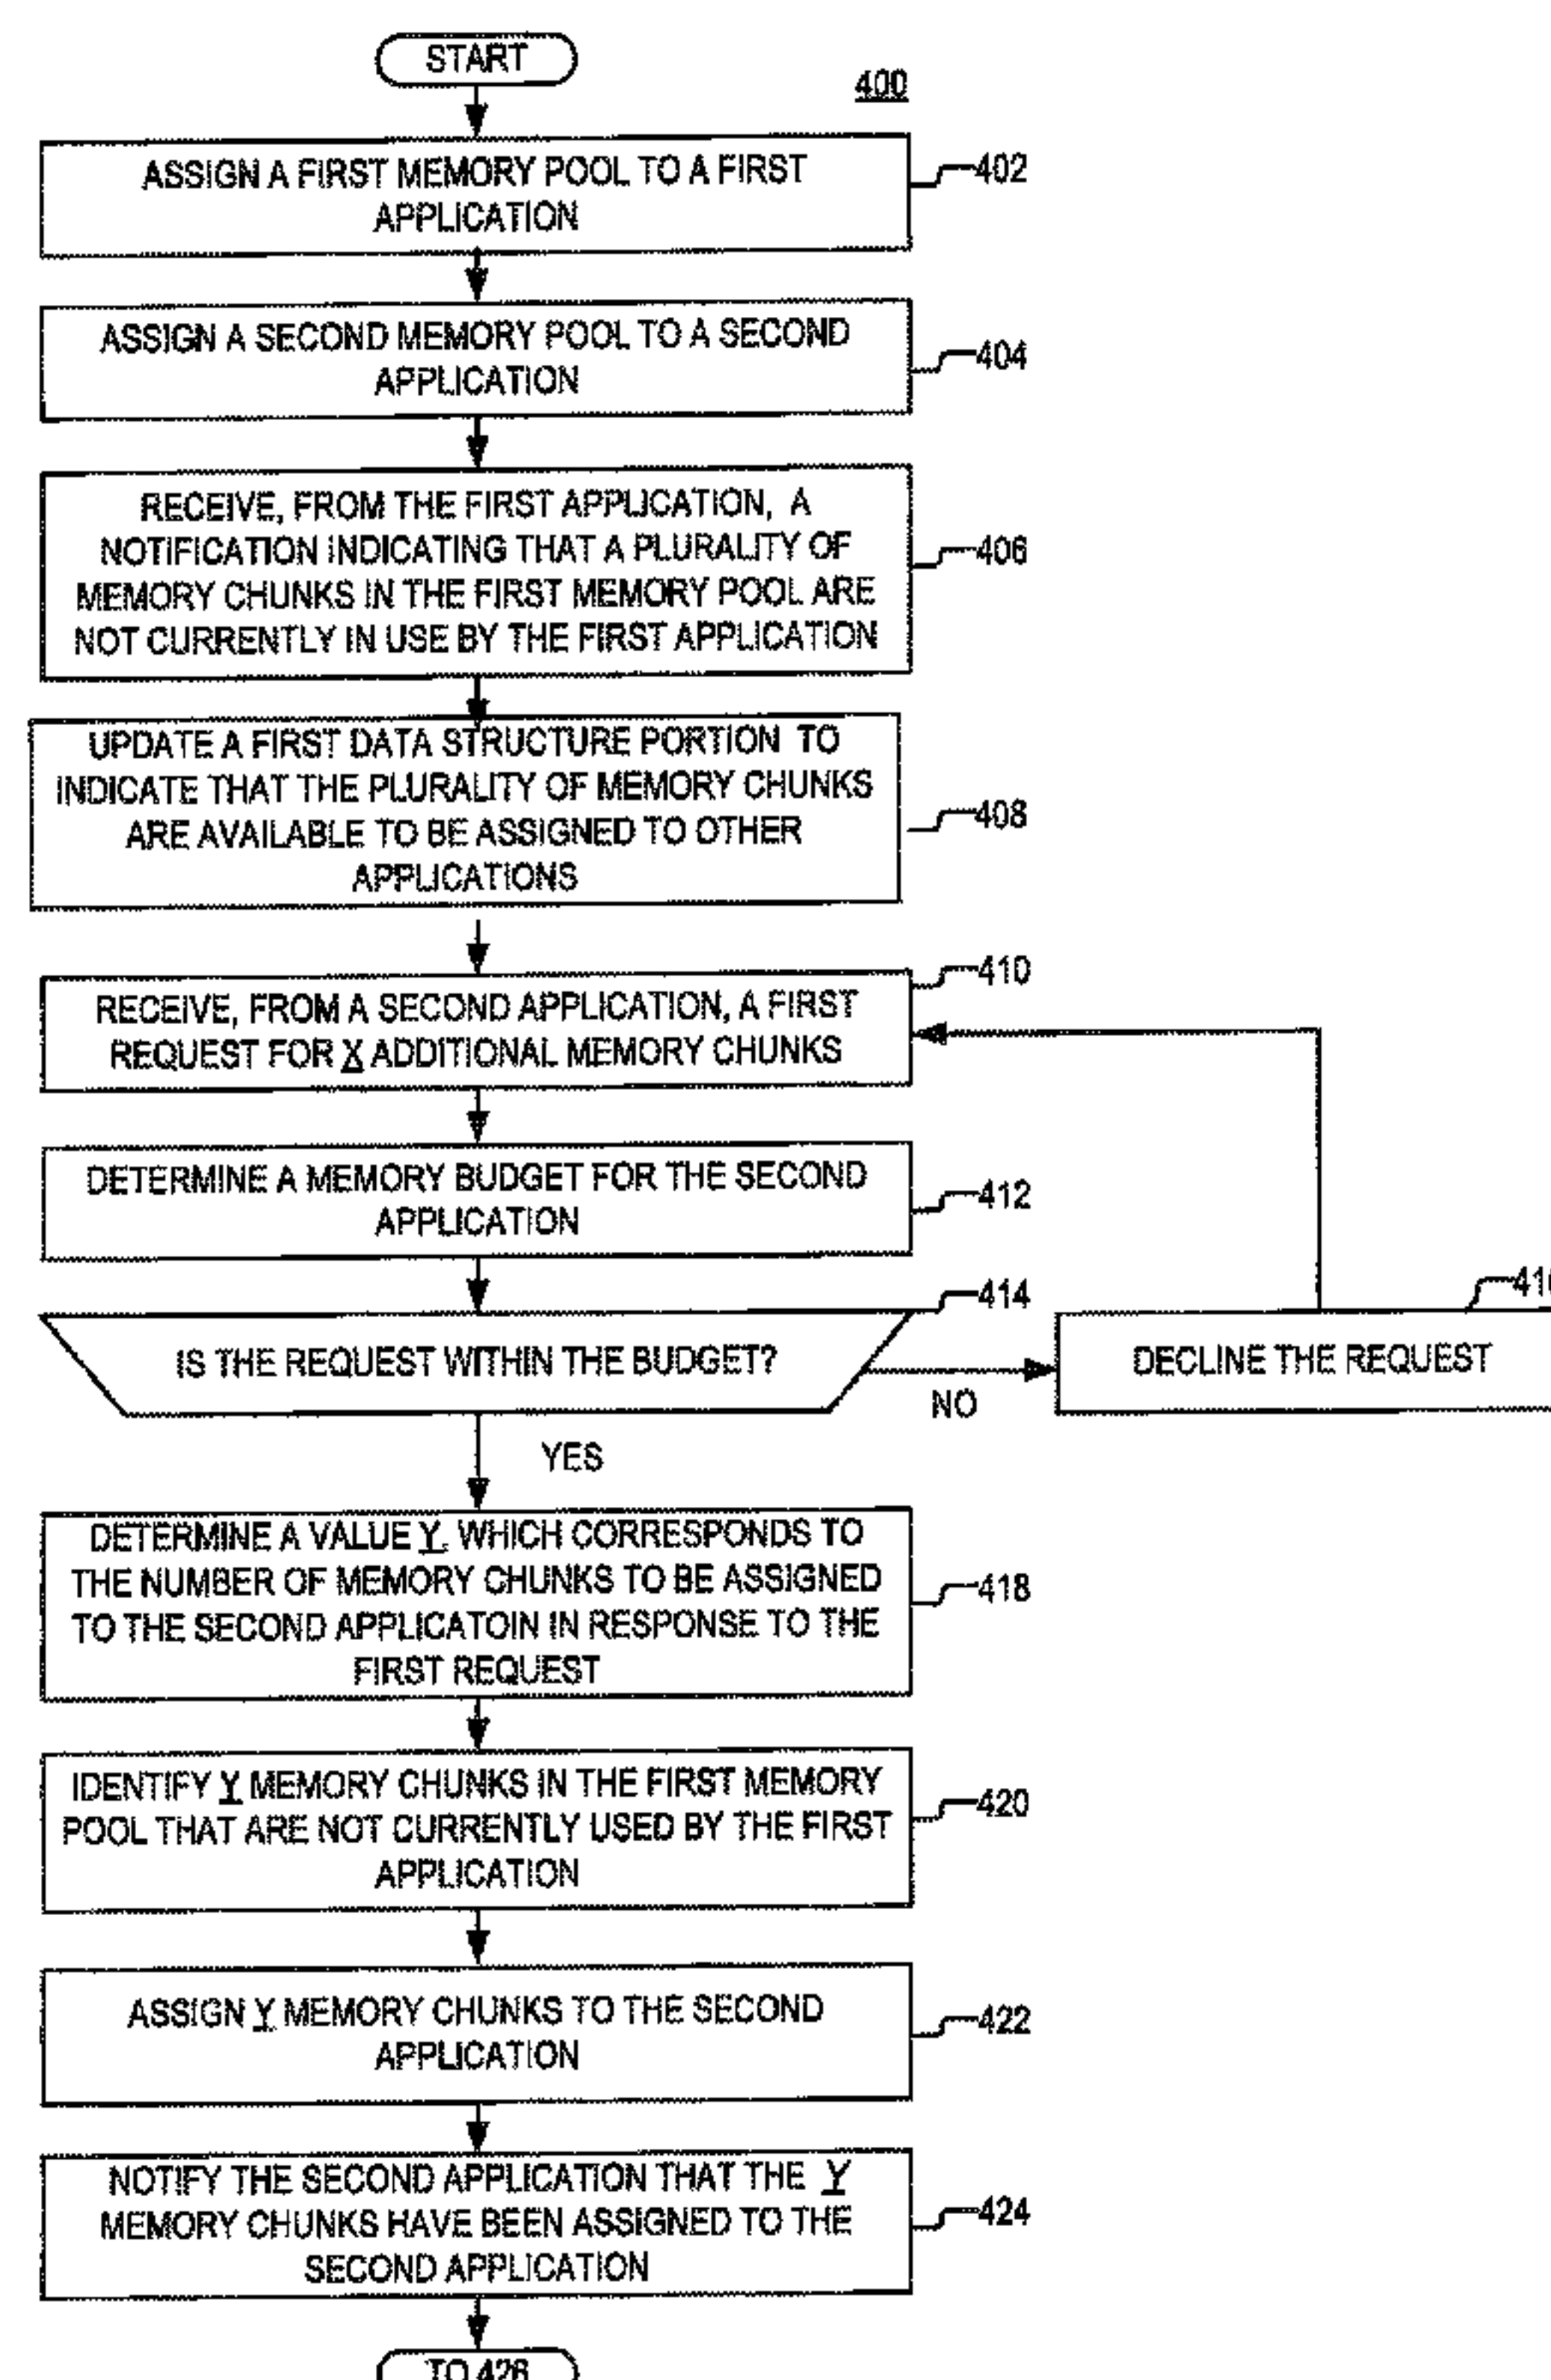 START
400
ASSIGN A FIRST MEMORY POOL TO A FIRST
APPLICATION
402
ASSIGN A SECOND MEMORY POOL TO A SECOND
APPLICATION
404
RECEIVE, FROM THE FIRST APPLICATION, A
NOTIFICATION INDICATING THAT A PLURALITY OF
MEMORY CHUNKS IN THE FIRST MEMORY POOL ARE
NOT CURRENTLY IN USE BY THE FIRST APPLICATION
406
UPDATE A FIRST DATA STRUCTURE PORTION TO
INDICATE THAT THE PLURALITY OF MEMORY CHUNKS
ARE AVAILABLE TO BE ASSIGNED TO OTHER
APPLICATIONS
408
410
RECEIVE, FROM A SECOND APPLICATION, A FIRST
REQUEST FOR X ADDITIONAL MEMORY CHUNKS
DETERMINE A MEMORY BUDGET FOR THE SECOND
APPLICATION
412
414
IS THE REQUEST WITHIN THE BUDGET?
NO
DECLINE THE REQUEST
YES
DETERMINE A VALUE Y, WHICH CORRESPONDS TO
THE NUMBER OF MEMORY CHUNKS TO BE ASSIGNED
TO THE SECOND APPLICATOIN IN RESPONSE TO THE
FIRST REQUEST
418
IDENTIFY Y MEMORY CHUNKS IN THE FIRST MEMORY
POOL THAT ARE NOT CURRENTLY USED BY THE FIRST
APPLICATION
420
ASSIGN Y MEMORY CHUNKS TO THE SECOND
APPLICATION
422
NOTIFY THE SECOND APPLICATION THAT THE Y
MEMORY CHUNKS HAVE BEEN ASSIGNED TO THE
SECOND APPLICATION
424
TO 426